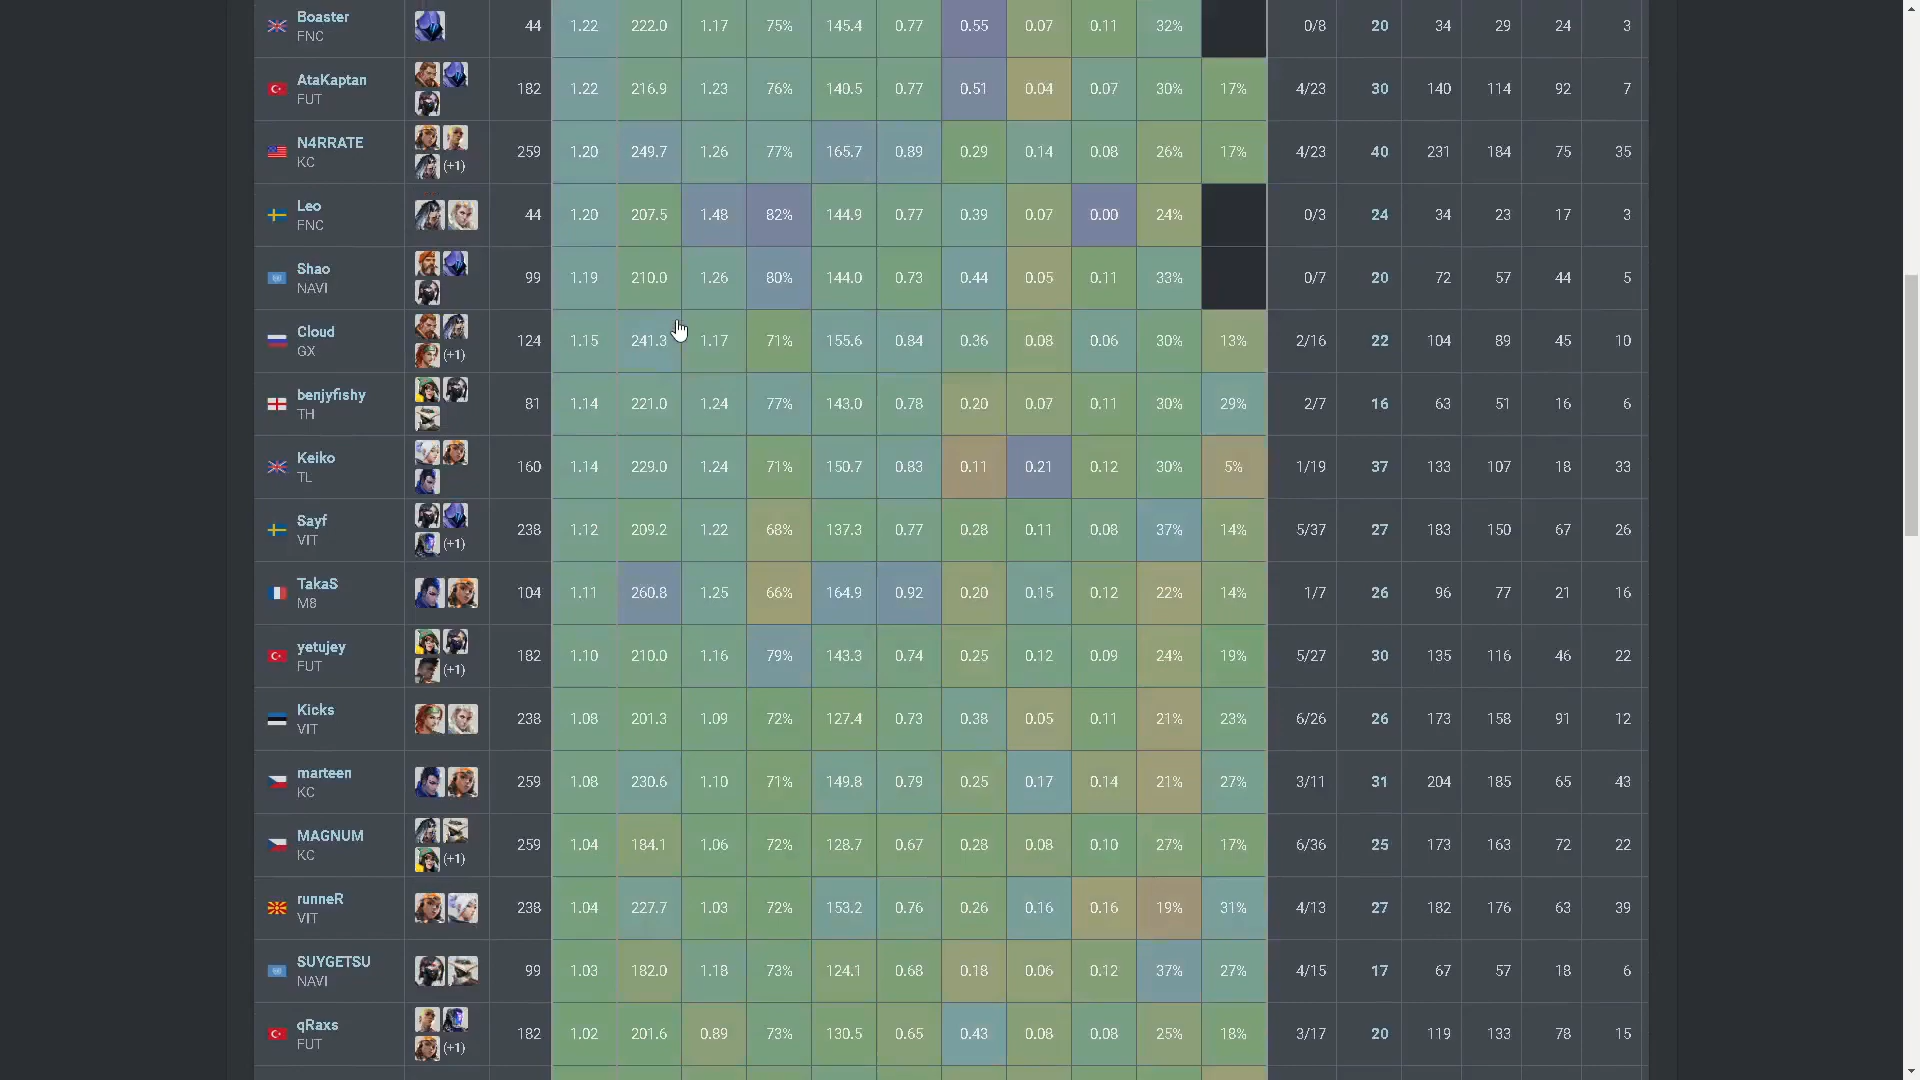 Boaster 44 1.22 222.0 1.17 75% 145.4 0.77 0.55 0.07 0.11 32% 0/8 20 34 29 24 3
FNC
AtaKaptan 182 1.22 216.9 1.23 76% 140.5 0.77 0.51 0.04 0.07 30% 17% 4/23 30 140 114 92 7
FUT
N4RRATE 259 1.20 249.7 1.26 77% 165.7 0.89 0.29 0.14 0.08 26% 17% 4/23 40 231 184 75 35
KC (+1)
Leo 44 1.20 207.5 1.48 82% 144.9 0.77 0.39 0.07 0.00 24% 0/3 24 34 23 17 3
FNC
Shao 99 1.19 210.0 1.26 80% 144.0 0.73 0.44 0.05 0.11 33% 0/7 20 72 57 44 5
NAVI
Cloud 124 1.15 241.3 1.17 71% 155.6 0.84 0.36 0.08 0.06 30% 13% 2/16 22 104 89 45 10
GX (+1)
benjyfishy 81 1.14 221.0 1.24 77% 143.0 0.78 0.20 0.07 0.11 30% 29% 2/7 16 63 51 16 6
TH
Keiko 160 1.14 229.0 1.24 71% 150.7 0.83 0.11 0.21 0.12 30% 5% 1/19 37 133 107 18 33
TL
Sayf 238 1.12 209.2 1.22 68% 137.3 0.77 0.28 0.11 0.08 37% 14% 5/37 27 183 150 67 26
VIT (+1)
TakaS 104 1.11 260.8 1.25 66% 164.9 0.92 0.20 0.15 0.12 22% 14% 1/7 26 96 77 21 16
M8
yetujey 182 1.10 210.0 1.16 79% 143.3 0.74 0.25 0.12 0.09 24% 19% 5/27 30 135 116 46 22
FUT (+1)
Kicks 238 1.08 201.3 1.09 72% 127.4 0.73 0.38 0.05 0.11 21% 23% 6/26 26 173 158 91 12
VIT
marteen 259 1.08 230.6 1.10 71% 149.8 0.79 0.25 0.17 0.14 21% 27% 3/11 31 204 185 65 43
KC
MAGNUM 259 1.04 184.1 1.06 72% 128.7 0.67 0.28 0.08 0.10 27% 17% 6/36 25 173 163 72 22
KC (+1)
runneR 238 1.04 227.7 1.03 72% 153.2 0.76 0.26 0.16 0.16 19% 31% 4/13 27 182 176 63 39
VIT
SUYGETSU 99 1.03 182.0 1.18 73% 124.1 0.68 0.18 0.06 0.12 37% 27% 4/15 17 67 57 18 6
NAVI
qRaxs 182 1.02 201.6 0.89 73% 130.5 0.65 0.43 0.08 0.08 25% 18% 3/17 20 119 133 78 15
FUT (+1)